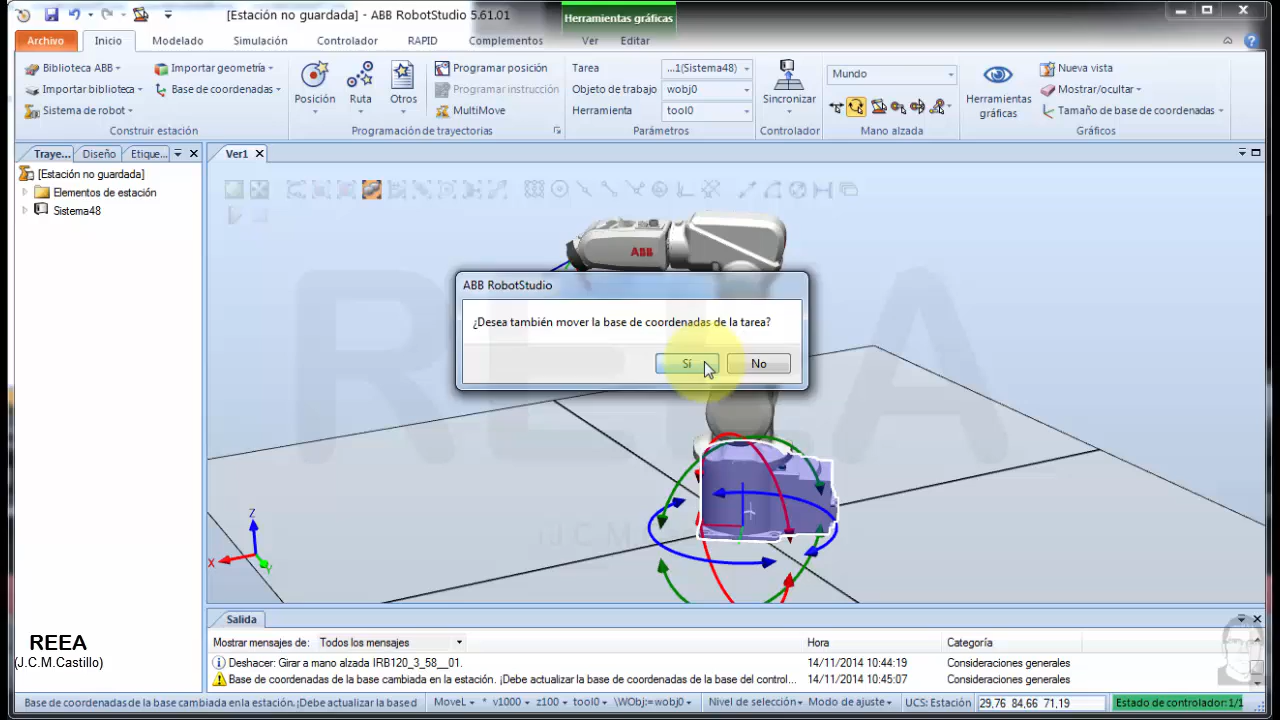 [Estación no guardada] - ABB RobotStudio 5.61.01
Herramientas gráficas
Archivo
Inicio
Modelado
Simulación
Controlador
RAPID
Complementos
Ver
Editar
Biblioteca ABB
Importar geometría
Importar biblioteca
Base de coordenadas
Sistema de robot
Construir estación
Posición
Ruta
Otros
Programar posición
Programar instrucción
MultiMove
Programación de trayectorias
Tarea
...1(Sistema48)
Objeto de trabajo
wobj0
Herramienta
tool0
Parámetros
Sincronizar
Controlador
Mundo
Mano alzada
Herramientas
gráficas
Nueva vista
Mostrar/ocultar
Tamaño de base de coordenadas
Gráficos
Traye...
Diseño
Etique...
Ver1
[Estación no guardada]
Elementos de estación
Sistema48
ABB
ABB RobotStudio
¿Desea también mover la base de coordenadas de la tarea?
Sí
No
REEA
(J.C.M.
Z
X
Y
Salida
Mostrar mensajes de:
Todos los mensajes
Hora
Categoría
Deshacer: Girar a mano alzada IRB120_3_58__01.
14/11/2014 10:44:19
Consideraciones generales
Base de coordenadas de la base cambiada en la estación. ¡Debe actualizar la base de coordenadas de la base del control...
14/11/2014 10:45:07
Consideraciones generales
REEA
(J.C.M.Castillo)
Base de coordenadas de la base cambiada en la estación. ¡Debe actualizar la based
MoveL
* v1000
z100
tool0
\WObj:=wobj0
Nivel de selección
Modo de ajuste
UCS: Estación
29,76 84,66 71,19
Estado de controlador: 1/1